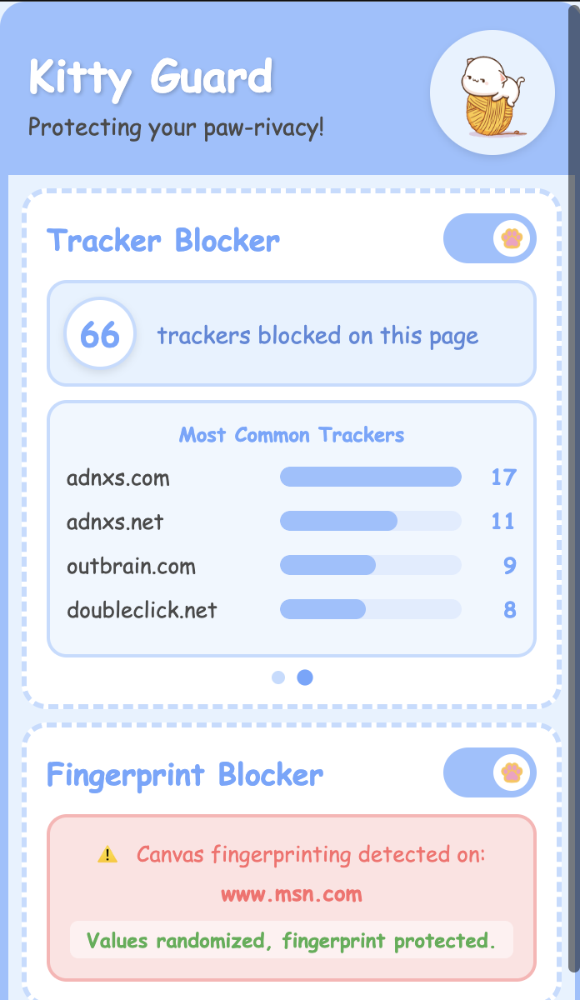 Kitty Guard
Protecting your paw-rivacy!
Tracker Blocker
66 trackers blocked on this page
Most Common Trackers
adnxs.com 17
adnxs.net 11
outbrain.com 9
doubleclick.net 8
Fingerprint Blocker
⚠️ Canvas fingerprinting detected on:
www.msn.com
Values randomized, fingerprint protected.